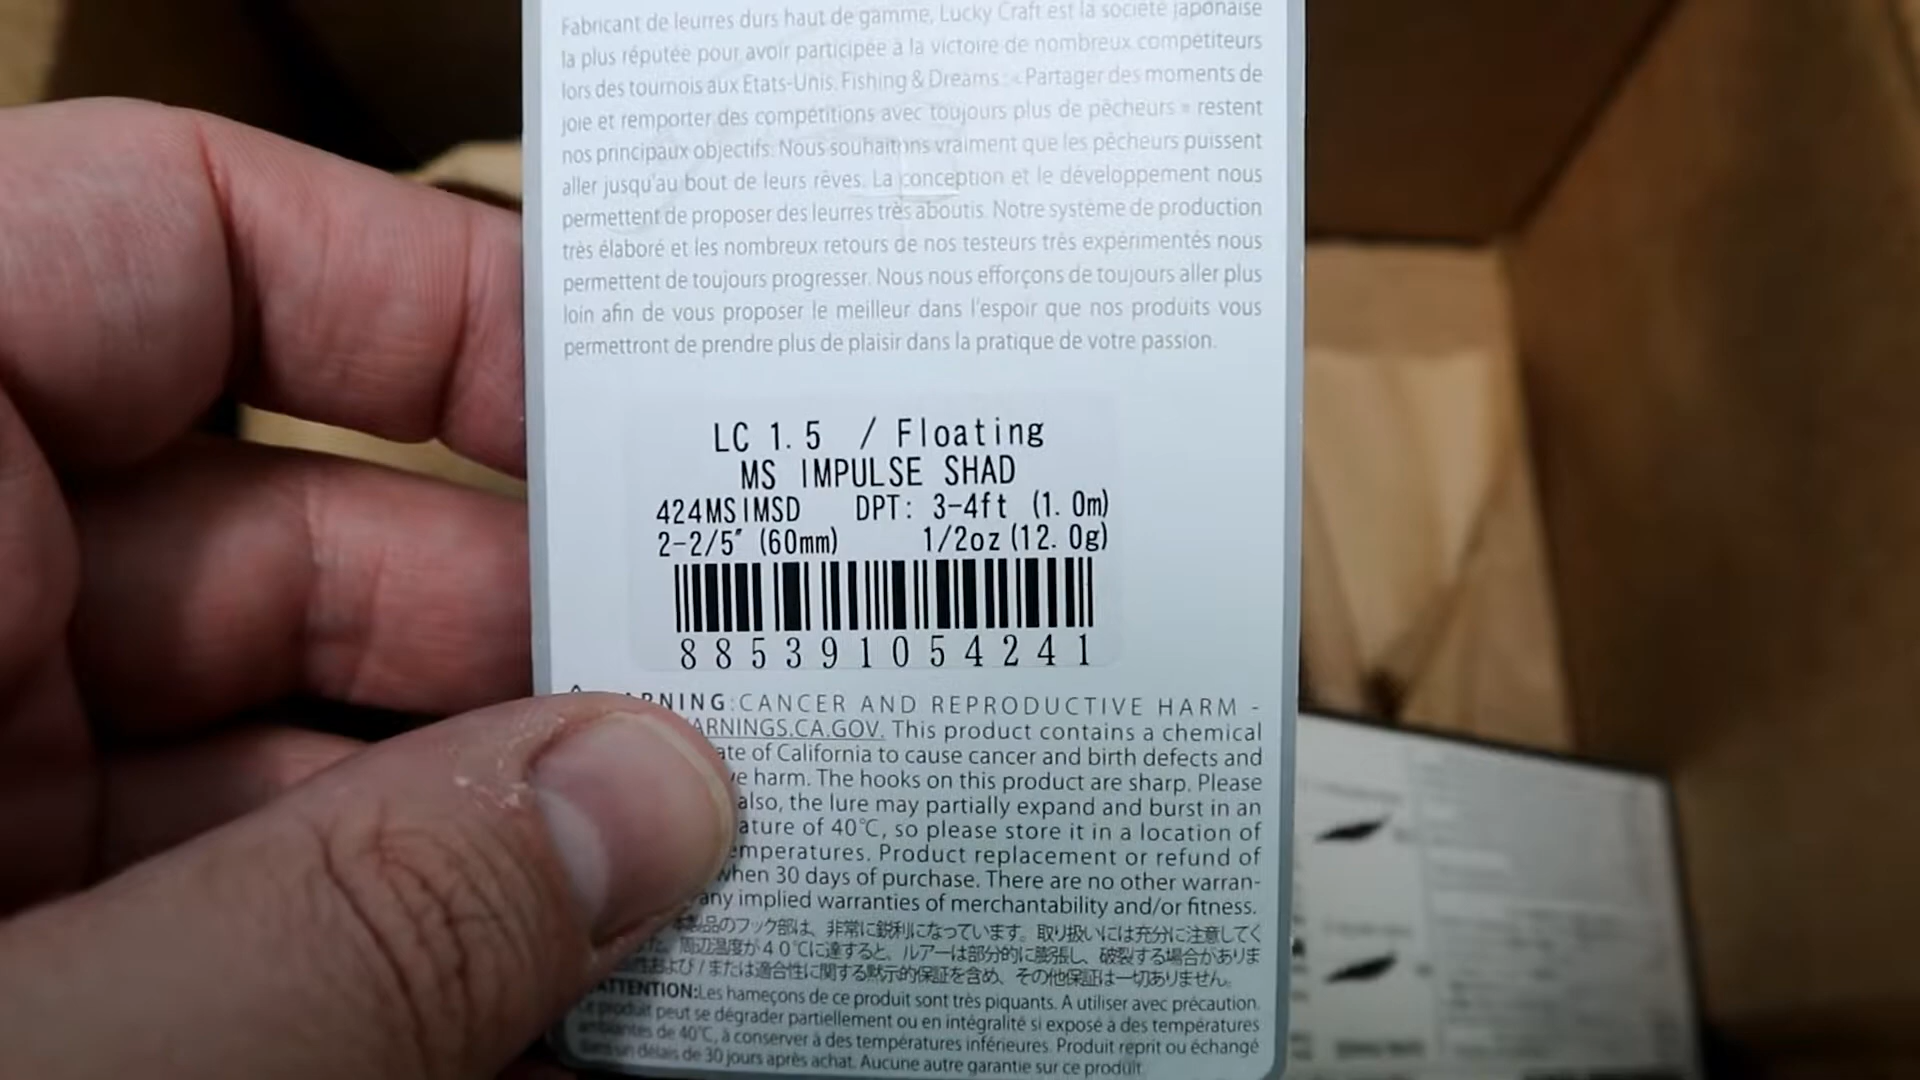 Fabricant de leurres durs haut de gamme, Lucky Craft est la société japonaise
la plus réputée pour avoir participée à la victoire de nombreux compétiteurs
lors des tournois aux Etats-Unis. Fishing & Dreams : « Partager des moments de
joie et remporter des compétitions avec toujours plus de pêcheurs » restent
nos principaux objectifs. Nous souhaitons vraiment que les pêcheurs puissent
aller jusqu'au bout de leurs rêves. La conception et le développement nous
permettent de proposer des leurres très aboutis. Notre système de production
très élaboré et les nombreux retours de nos testeurs très expérimentés nous
permettent de toujours progresser. Nous nous efforçons de toujours aller plus
loin afin de vous proposer le meilleur dans l'espoir que nos produits vous
permettront de prendre plus de plaisir dans la pratique de votre passion.
LC 1.5 / Floating
MS IMPULSE SHAD
424MSIMSD DPT: 3-4ft (1.0m)
2-2/5" (60mm) 1/2oz (12.0g)
885391054241
RNING:CANCER AND REPRODUCTIVE HARM -
ARNINGS.CA.GOV. This product contains a chemical
ate of California to cause cancer and birth defects and
ve harm. The hooks on this product are sharp. Please
also, the lure may partially expand and burst in an
ature of 40℃, so please store it in a location of
emperatures. Product replacement or refund of
when 30 days of purchase. There are no other warran-
any implied warranties of merchantability and/or fitness.
本製品のフック部は、非常に鋭利になっています。取り扱いには充分に注意してく
た、周辺温度が40℃に達すると、ルアーは部分的に膨張し、破裂する場合がありま
性および/または適合性に関する黙示的保証を含め、その他保証は一切ありません。
ATTENTION:Les hameçons de ce produit sont très piquants. A utiliser avec précaution.
Ce produit peut se dégrader partiellement ou en intégralité si exposé à des températures
ambiantes de 40℃, à conserver à des températures inférieures. Produit repris ou échangé
dans un délais de 30 jours après achat. Aucune autre garantie sur ce produit.